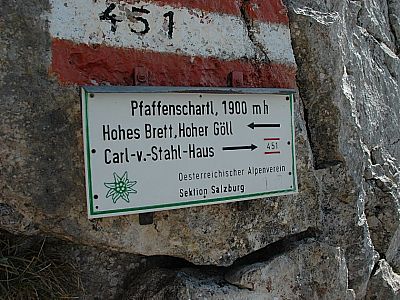 451
Pfaffenschartl, 1900 m h
Hohes Brett, Hoher Göll
Carl-v.-Stahl-Haus 451
Oesterreichischer Alpenverein
Sektion Salzburg